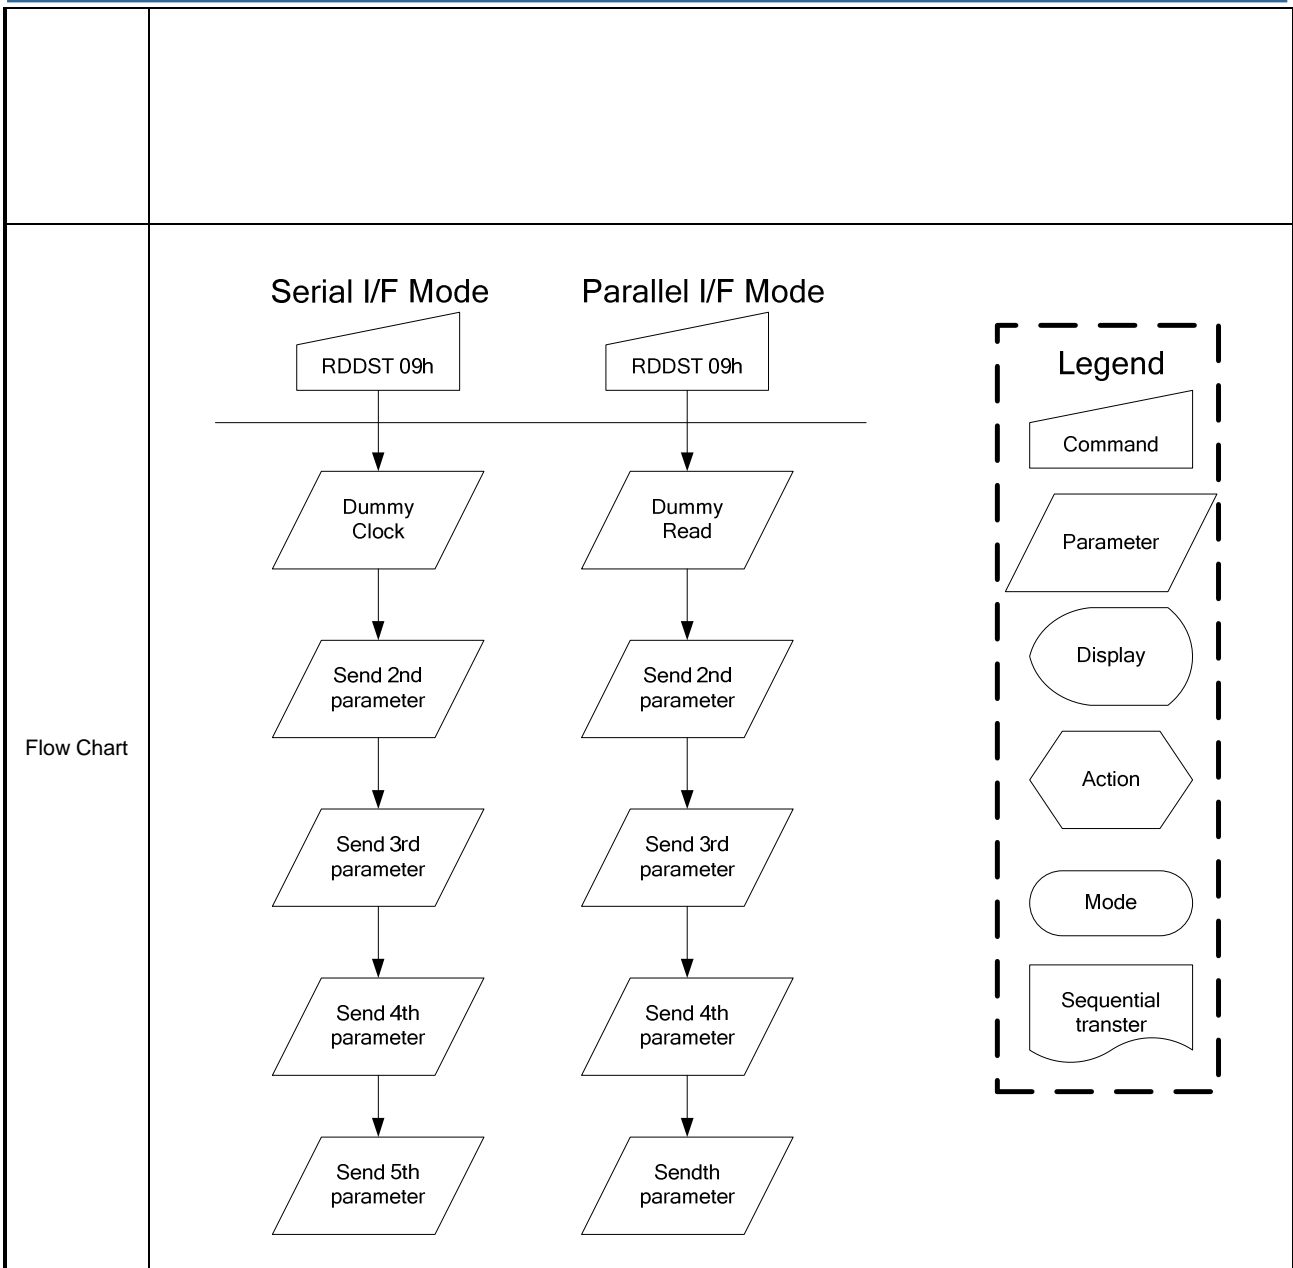 Flow Chart
Serial I/F Mode
Parallel I/F Mode
RDDST 09h
RDDST 09h
Dummy
Clock
Dummy
Read
Send 2nd
parameter
Send 2nd
parameter
Send 3rd
parameter
Send 3rd
parameter
Send 4th
parameter
Send 4th
parameter
Send 5th
parameter
Sendth
parameter
Legend
Command
Parameter
Display
Action
Mode
Sequential
transter